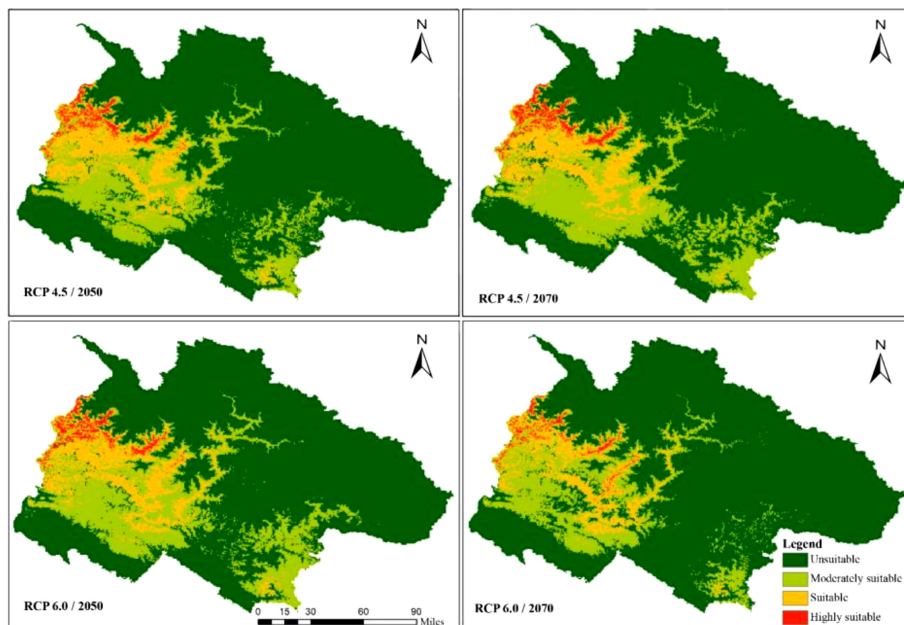 N
N
RCP 4.5 / 2050
RCP 4.5 / 2070
N
N
Legend
Unsuitable
Moderately suitable
Suitable
Highly suitable
RCP 6.0 / 2050
0 15 30 60 90
Miles
RCP 6.0 / 2070